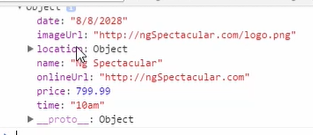 Object
date: "8/8/2028"
imageUrl: "http://ngSpectacular.com/logo.png"
location: Object
name: "Ng Spectacular"
onlineUrl: "http://ngSpectacular.com"
price: 799.99
time: "10am"
__proto__: Object